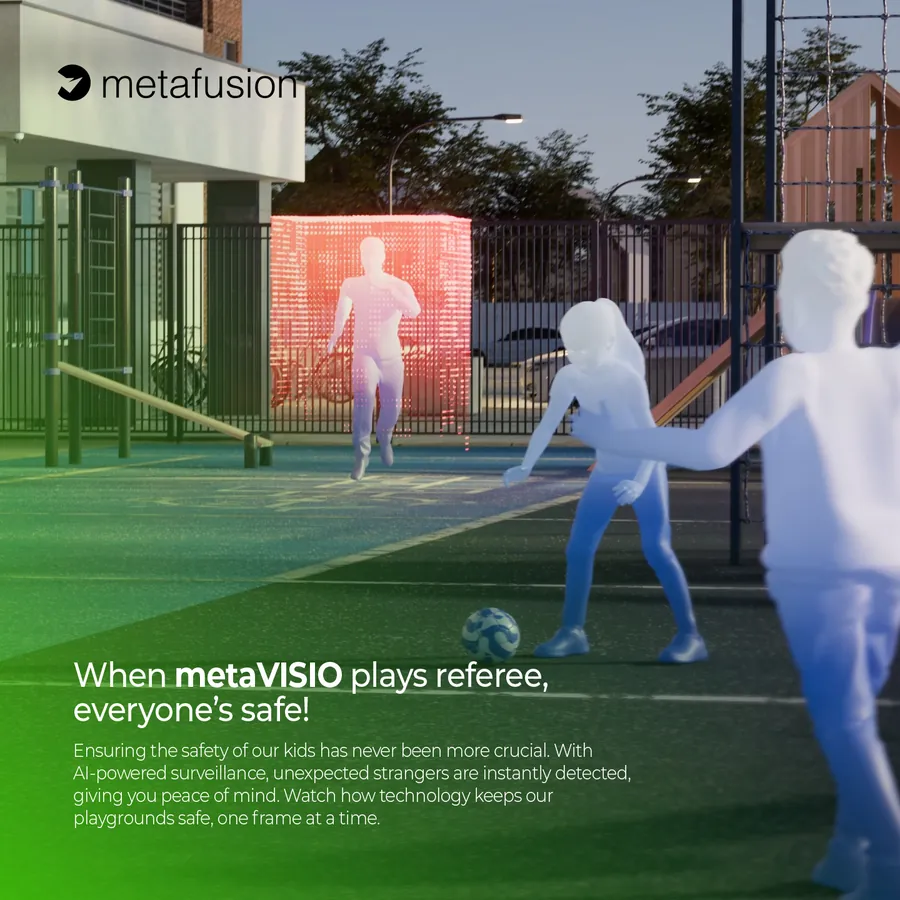 metafusion
When metaVISIO plays referee,
everyone’s safe!
Ensuring the safety of our kids has never been more crucial. With
AI-powered surveillance, unexpected strangers are instantly detected,
giving you peace of mind. Watch how technology keeps our
playgrounds safe, one frame at a time.